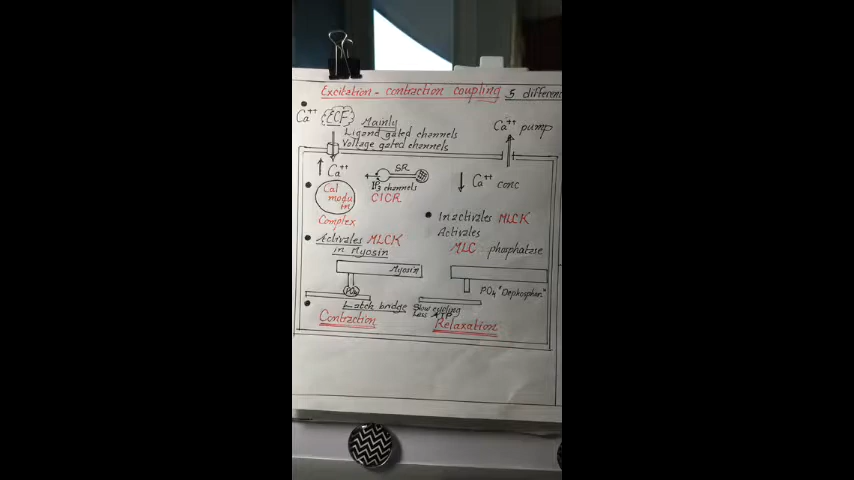 Excitation - contraction coupling 5 differen
Ca++ ECF Mainly
Ligand gated channels
Voltage gated channels
Ca++ pump
↑ Ca++
SR
IP3 channels
CICR
↓ Ca++ conc
Cal
modu
lin
Complex
Inactivates MLCK
Activates
MLC phosphatase
Activates MLCK
in Myosin
Myosin
PO4
PO4 "Dephosphor."
Latch bridge Slow cycling
Less ATP
Contraction
Relaxation